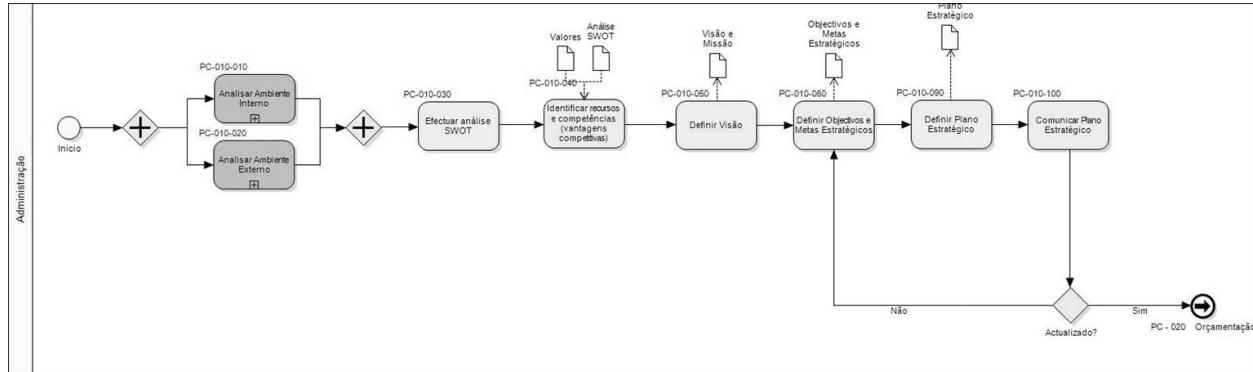 Administração
Inicio
PC-010-010
Analisar Ambiente
Interno
PC-010-020
Analisar Ambiente
Externo
PC-010-030
Efectuar análise
SWOT
Valores
Análise
SWOT
PC-010-040
Identificar recursos
e competências
(vantagens
competitivas)
Visão e
Missão
PC-010-050
Definir Visão
Objectivos e
Metas
Estratégicos
PC-010-060
Definir Objectivos e
Metas Estratégicos
Plano
Estratégico
PC-010-090
Definir Plano
Estratégico
PC-010-100
Comunicar Plano
Estratégico
Não
Actualizado?
Sim
PC - 020 Orçamentação